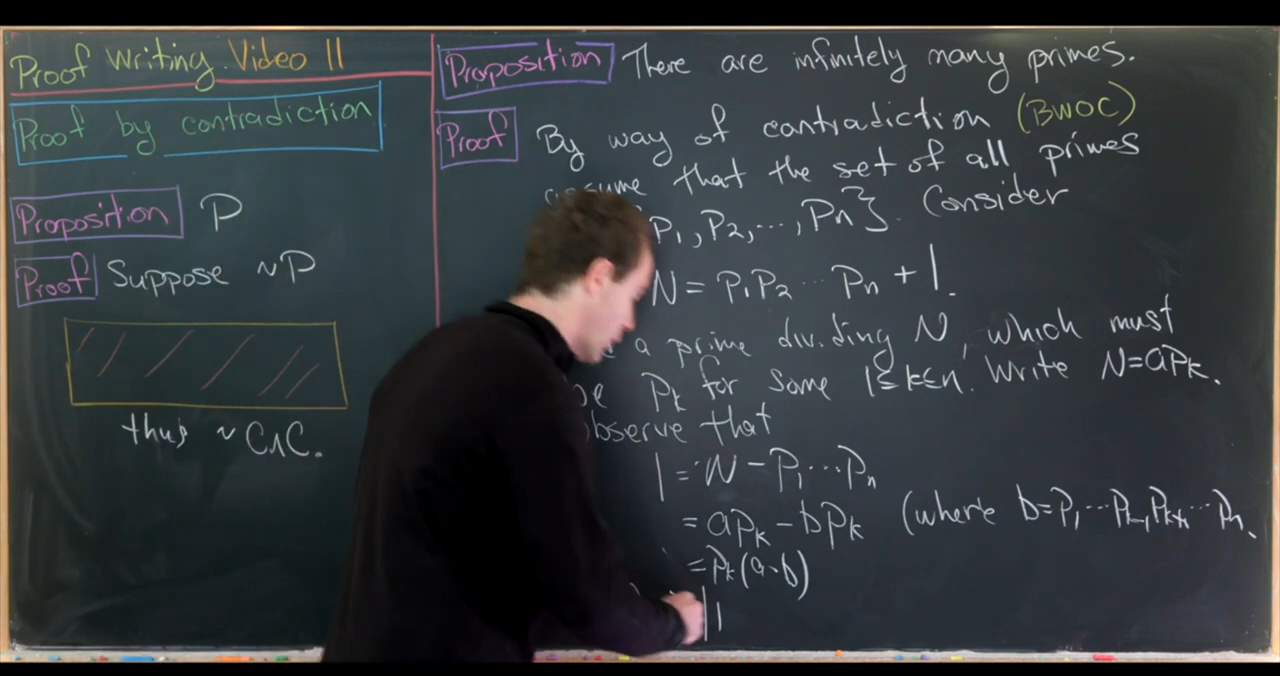 Proof Writing Video 11
Proof by contradiction
Proposition P
Proof Suppose ~P
thus ~C∧C.
Proposition There are infinitely many primes.
Proof By way of contradiction (BWOC)
assume that the set of all primes
P₁, P₂, ..., Pₙ}. Consider
N = P₁P₂ ... Pₙ + 1.
a prime dividing N, which must
Pₖ for some 1≤k≤n. Write N=aPₖ.
observe that
1 = N - P₁...Pₙ
= aPₖ - bPₖ (where b=P₁...Pₖ₋₁Pₖ₊₁...Pₙ.
= Pₖ(a-b)
|1